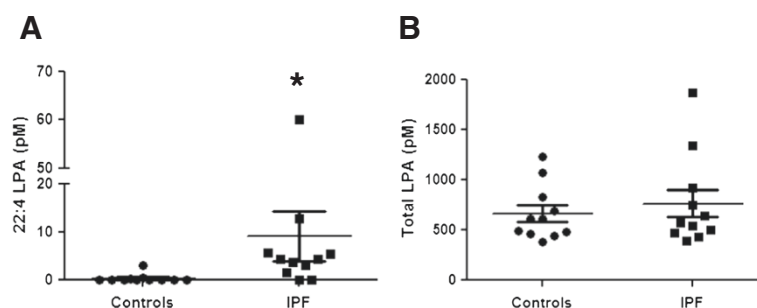 A
22:4 LPA (pM)
70
60
50
20
10
0
*
Controls
IPF
B
Total LPA (pM)
2000
1500
1000
500
0
Controls
IPF